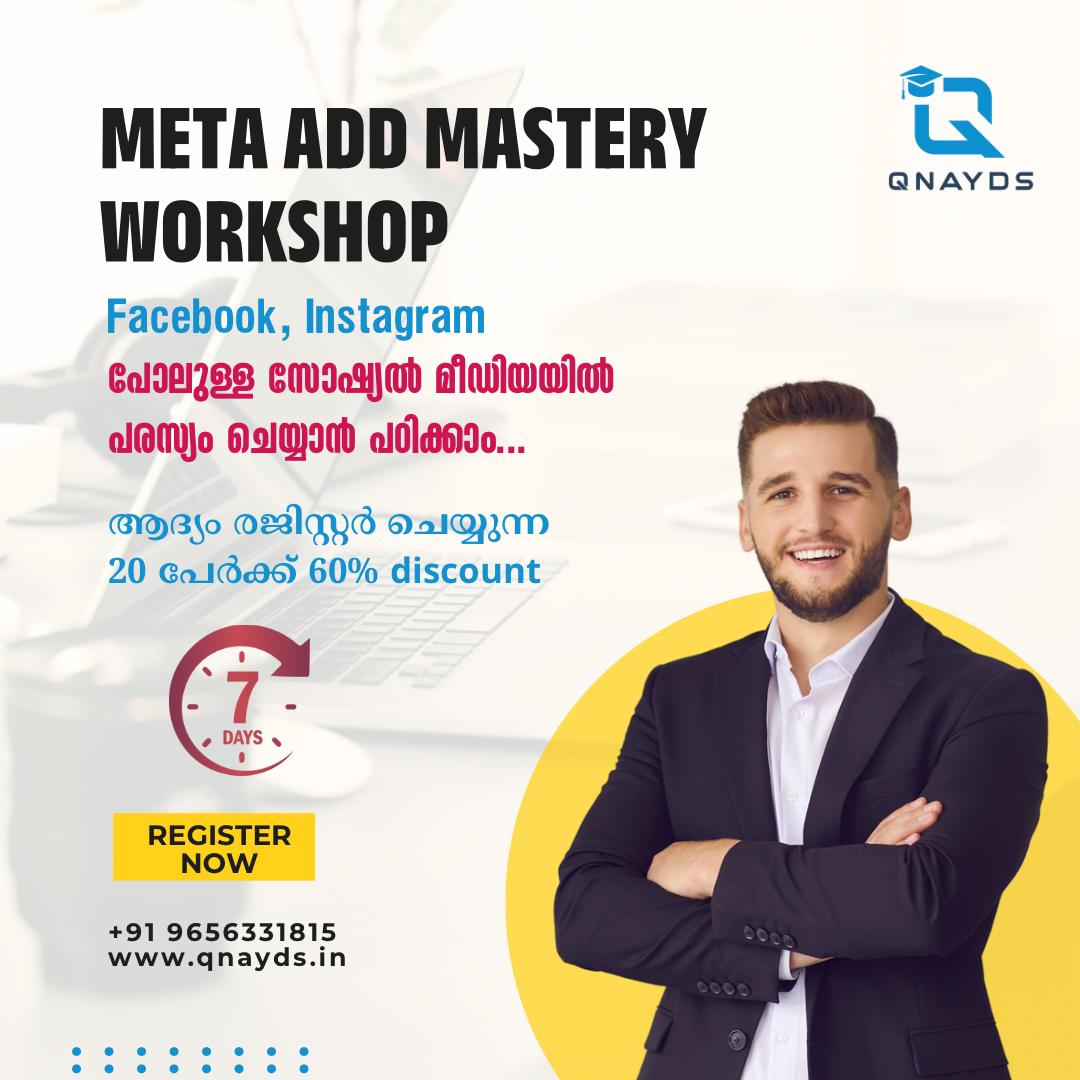 META ADD MASTERY
WORKSHOP
QNAYDS
Facebook, Instagram
പോലുള്ള സോഷ്യൽ മീഡിയയിൽ
പരസ്യം ചെയ്യാൻ പഠിക്കാം...
ആദ്യം രജിസ്റ്റർ ചെയ്യുന്ന
20 പേർക്ക് 60% discount
7
DAYS
REGISTER
NOW
+91 9656331815
www.qnayds.in